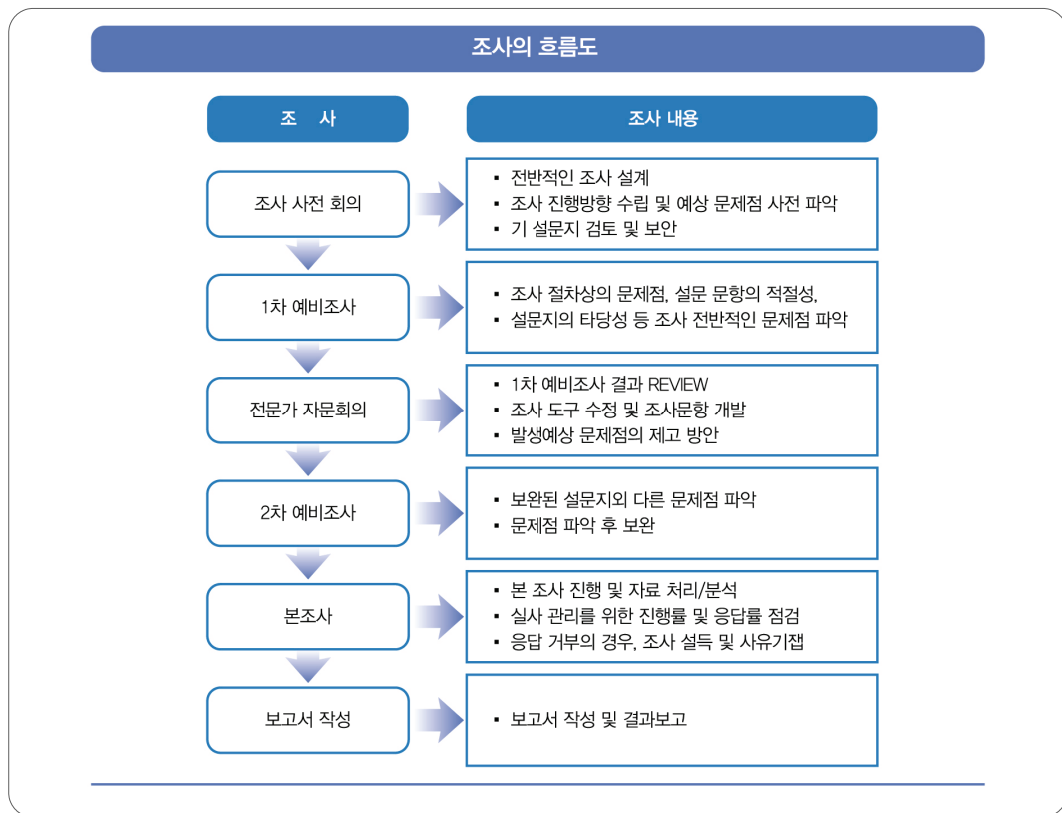 조사의 흐름도
조 사
조사 내용
조사 사전 회의
▪ 전반적인 조사 설계
▪ 조사 진행방향 수립 및 예상 문제점 사전 파악
▪ 기 설문지 검토 및 보안
1차 예비조사
▪ 조사 절차상의 문제점, 설문 문항의 적절성,
▪ 설문지의 타당성 등 조사 전반적인 문제점 파악
전문가 자문회의
▪ 1차 예비조사 결과 REVIEW
▪ 조사 도구 수정 및 조사문항 개발
▪ 발생예상 문제점의 제고 방안
2차 예비조사
▪ 보완된 설문지외 다른 문제점 파악
▪ 문제점 파악 후 보완
본조사
▪ 본 조사 진행 및 자료 처리/분석
▪ 실사 관리를 위한 진행률 및 응답률 점검
▪ 응답 거부의 경우, 조사 설득 및 사유기잽
보고서 작성
▪ 보고서 작성 및 결과보고